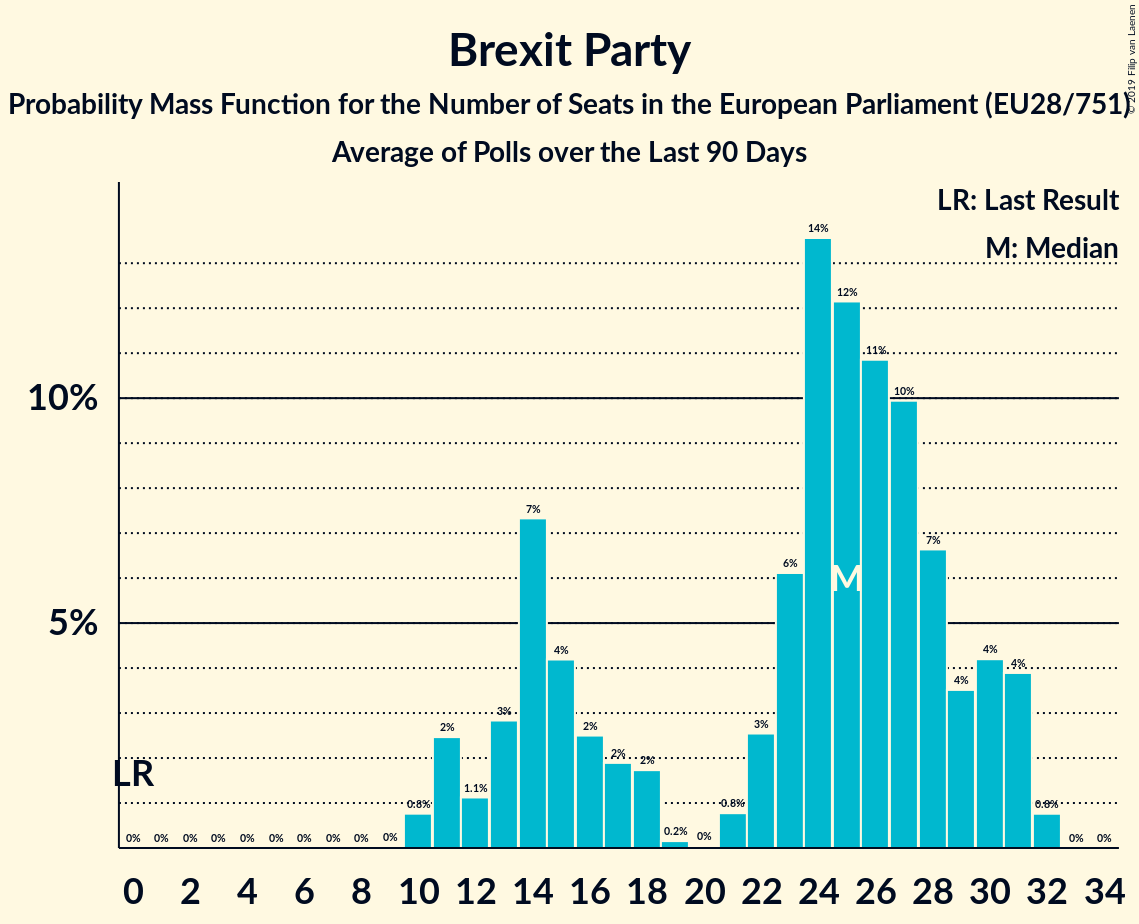 Brexit Party
Probability Mass Function for the Number of Seats in the European Parliament (EU28/751)
Average of Polls over the Last 90 Days
© 2019 Filip van Laenen
LR: Last Result
M: Median
14%
12%
11%
10%
10%
7%
7%
6%
M
5%
4%
4%
4%
4%
3%
3%
2%
2%
2%
2%
LR
1.1%
0.8%
0.8%
0.8%
0.2%
0% 0% 0% 0% 0% 0% 0% 0% 0% 0% 0% 0% 0%
0 2 4 6 8 10 12 14 16 18 20 22 24 26 28 30 32 34